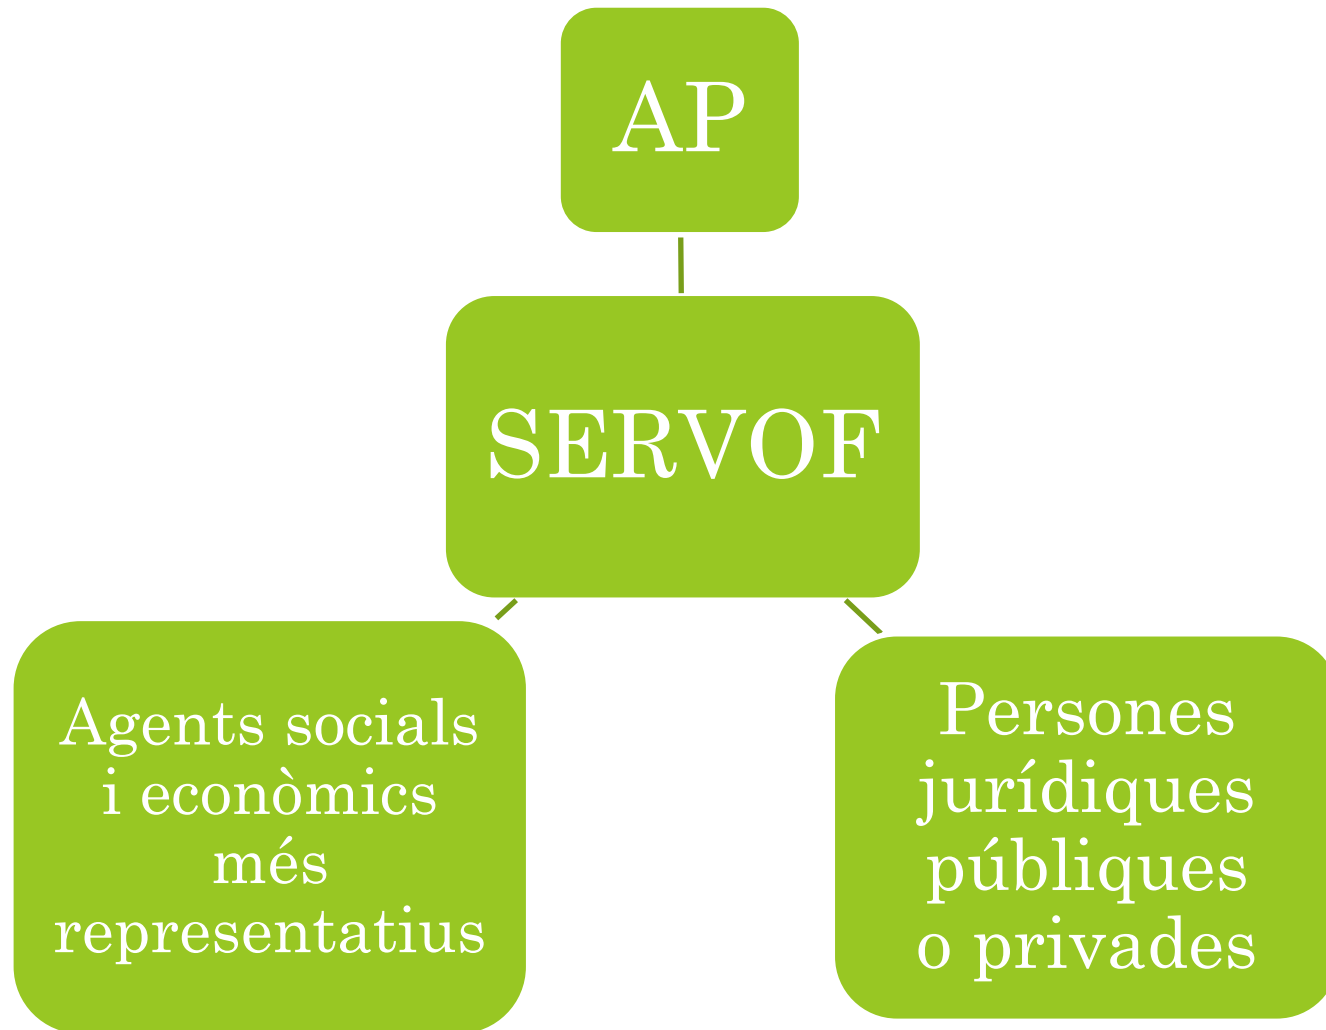 AP
SERVOF
Agents socials
i econòmics
més
representatius
Persones
jurídiques
públiques
o privades